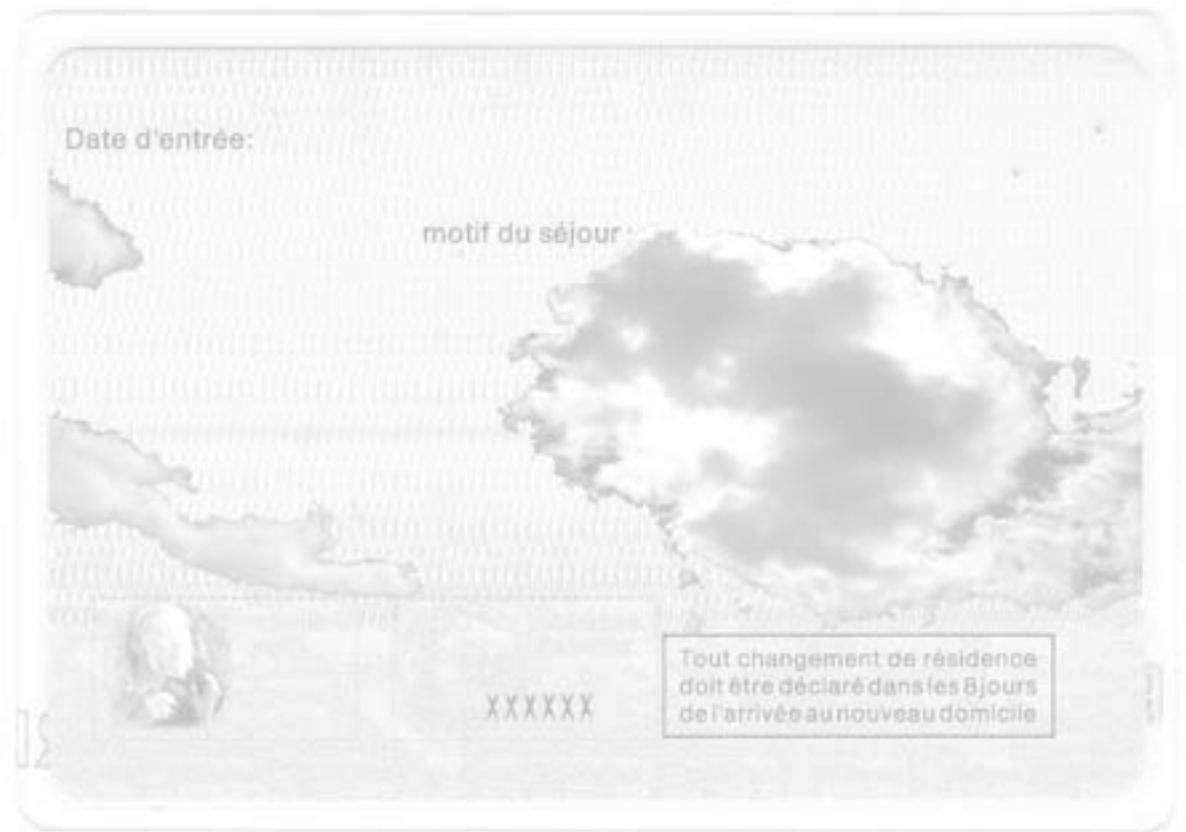 Date d'entrée:
motif du séjour :
XXXXXX
Tout changement de résidence
doit être déclaré dans les 8 jours
de l'arrivée au nouveau domicile